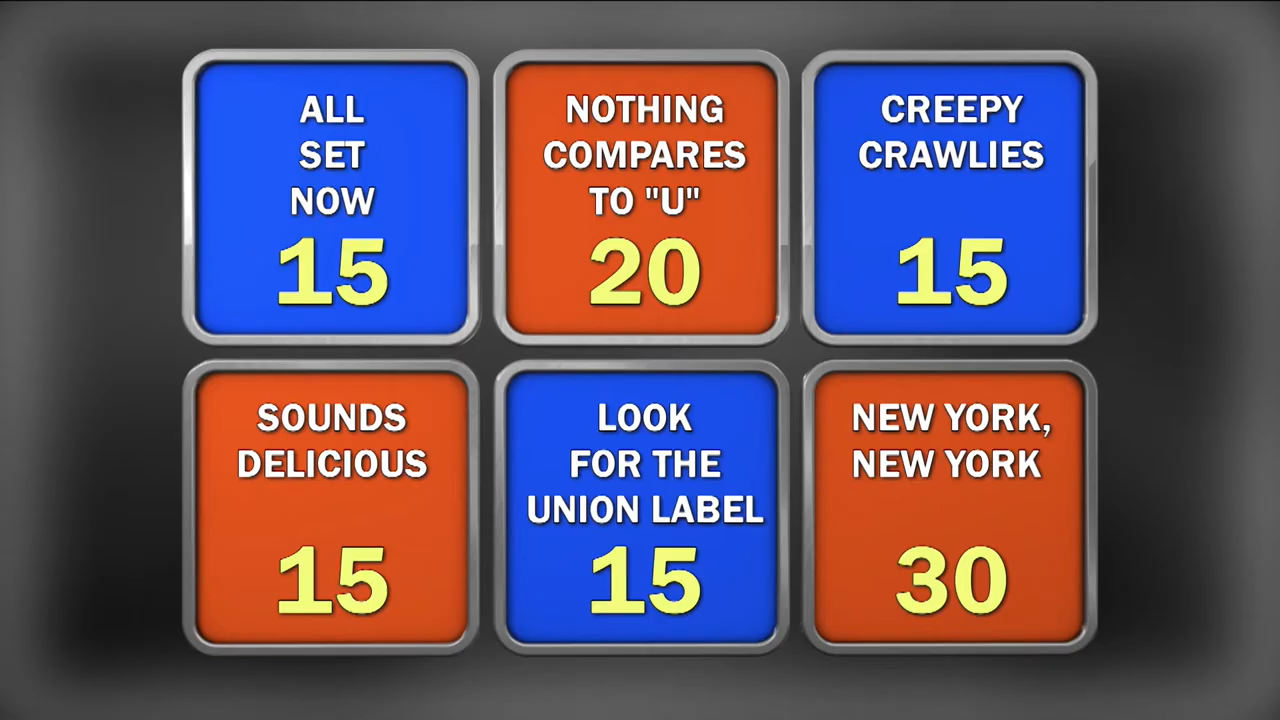 ALL
SET
NOW
15
NOTHING
COMPARES
TO "U"
20
CREEPY
CRAWLIES
15
SOUNDS
DELICIOUS
15
LOOK
FOR THE
UNION LABEL
15
NEW YORK,
NEW YORK
30